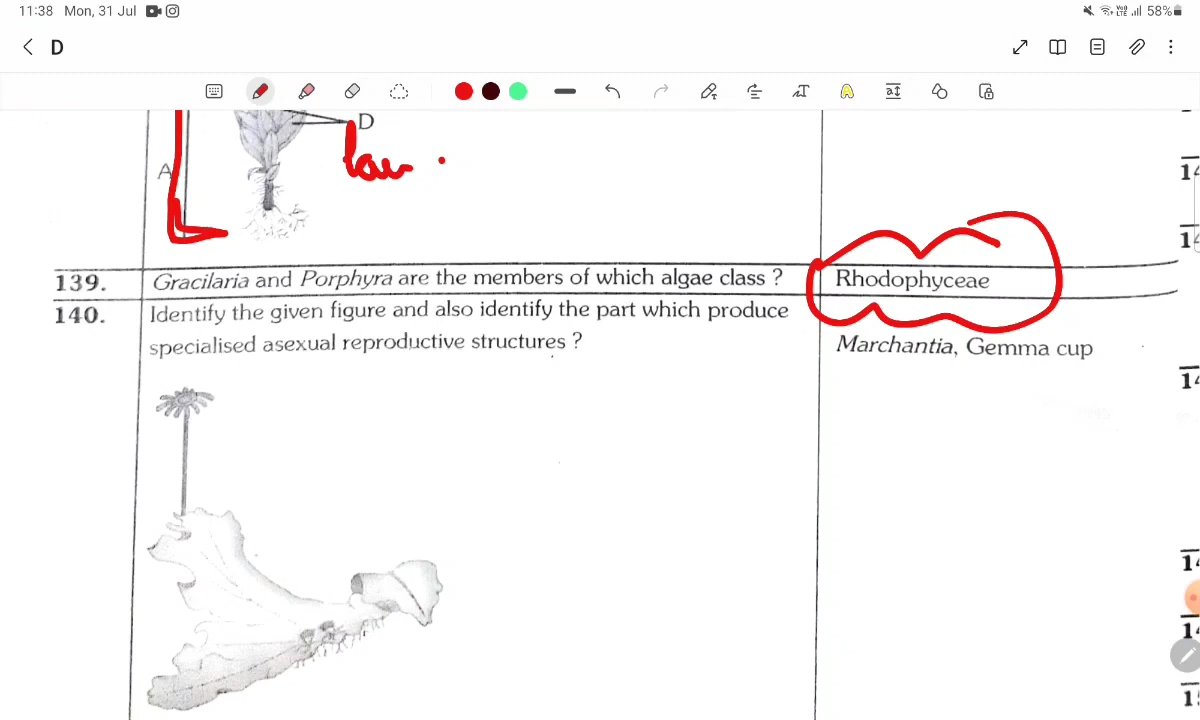 11:38 Mon, 31 Jul
58%
D
D
A
139. Gracilaria and Porphyra are the members of which algae class ? Rhodophyceae
140. Identify the given figure and also identify the part which produce
specialised asexual reproductive structures ? Marchantia, Gemma cup